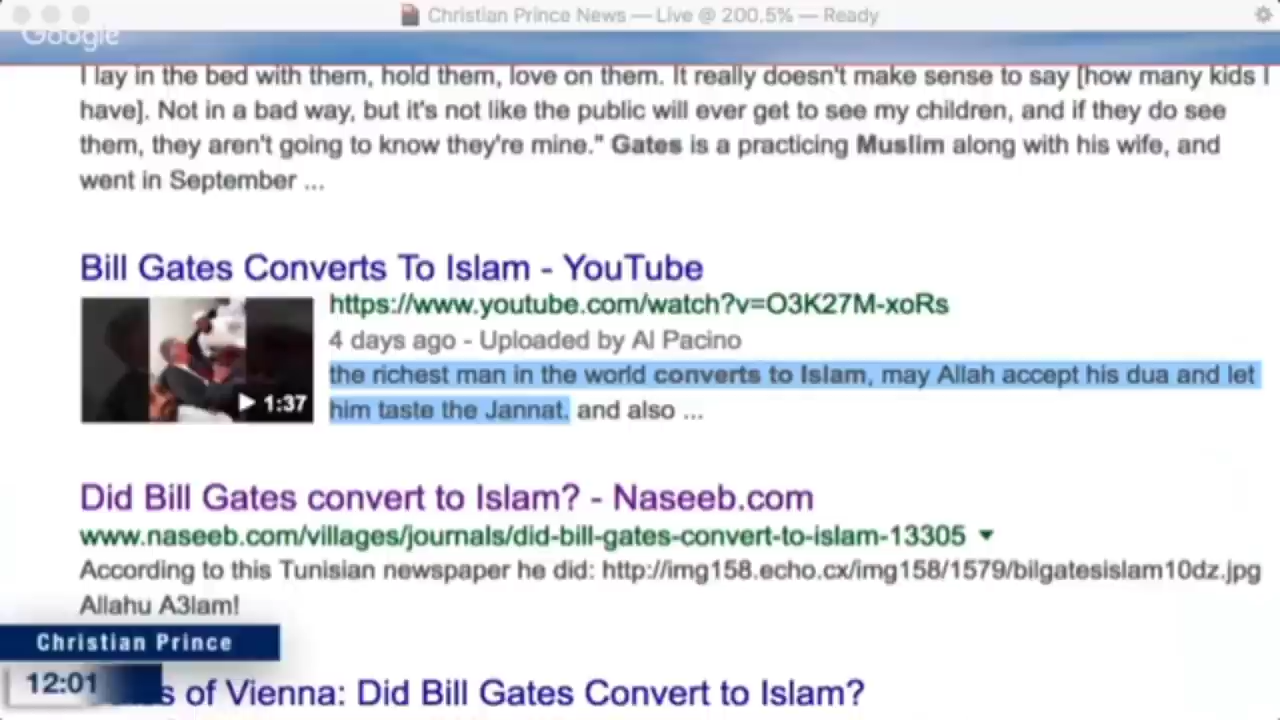 Christian Prince News — Live @ 200.5% — Ready
Google
I lay in the bed with them, hold them, love on them. It really doesn't make sense to say [how many kids I
have]. Not in a bad way, but it's not like the public will ever get to see my children, and if they do see
them, they aren't going to know they're mine." Gates is a practicing Muslim along with his wife, and
went in September ...
Bill Gates Converts To Islam - YouTube
https://www.youtube.com/watch?v=O3K27M-xoRs
4 days ago - Uploaded by Al Pacino
the richest man in the world converts to Islam, may Allah accept his dua and let
him taste the Jannat. and also ...
1:37
Did Bill Gates convert to Islam? - Naseeb.com
www.naseeb.com/villages/journals/did-bill-gates-convert-to-islam-13305
According to this Tunisian newspaper he did: http://img158.echo.cx/img158/1579/bilgatesislam10dz.jpg
Allahu A3lam!
Christian Prince
12:01
s of Vienna: Did Bill Gates Convert to Islam?